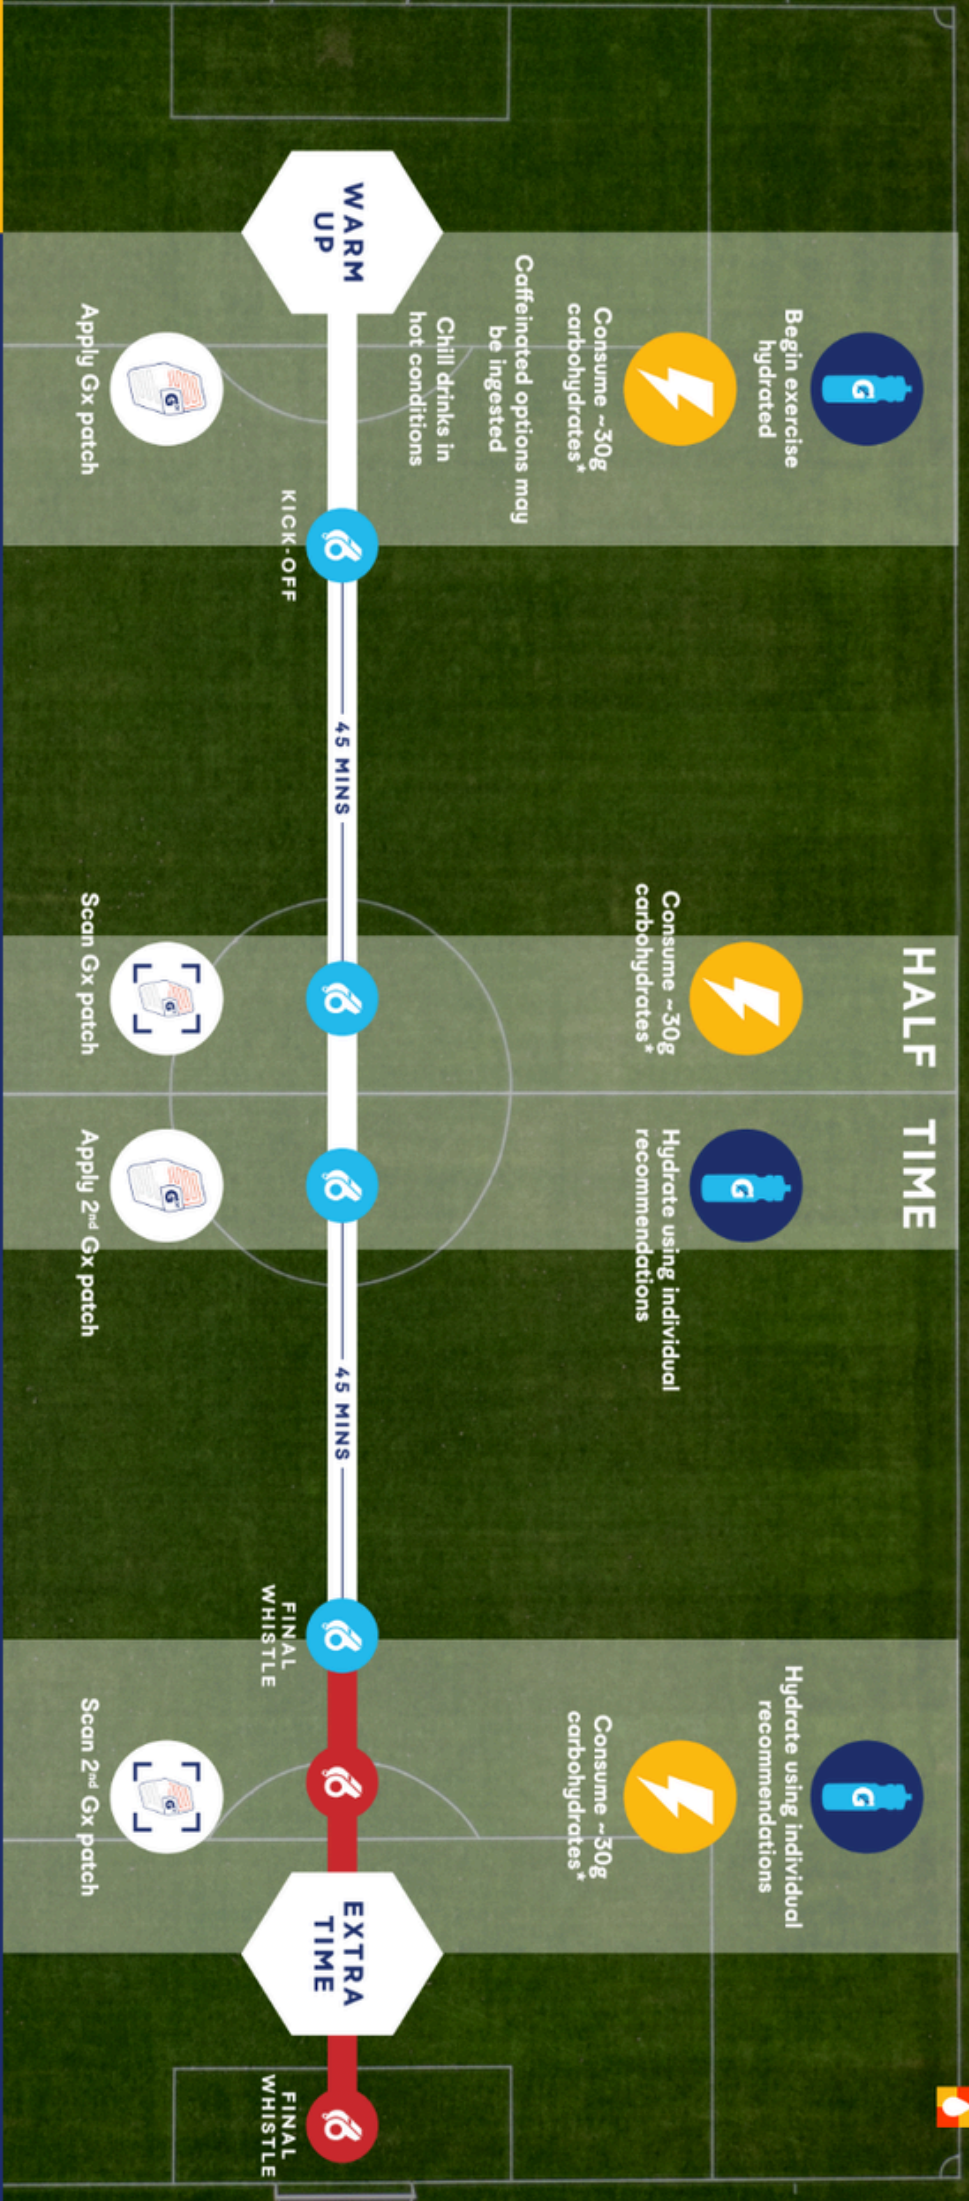 HALF TIME
Begin exercise
hydrated
Consume ~30g
carbohydrates*
Caffeinated options may
be ingested
Chill drinks in
hot conditions
WARM
UP
KICK-OFF
Apply Gx patch
45 MINS
Consume ~30g
carbohydrates*
Hydrate using individual
recommendations
Scan Gx patch
Apply 2nd Gx patch
45 MINS
Hydrate using individual
recommendations
Consume ~30g
carbohydrates*
FINAL
WHISTLE
EXTRA
TIME
FINAL
WHISTLE
Scan 2nd Gx patch